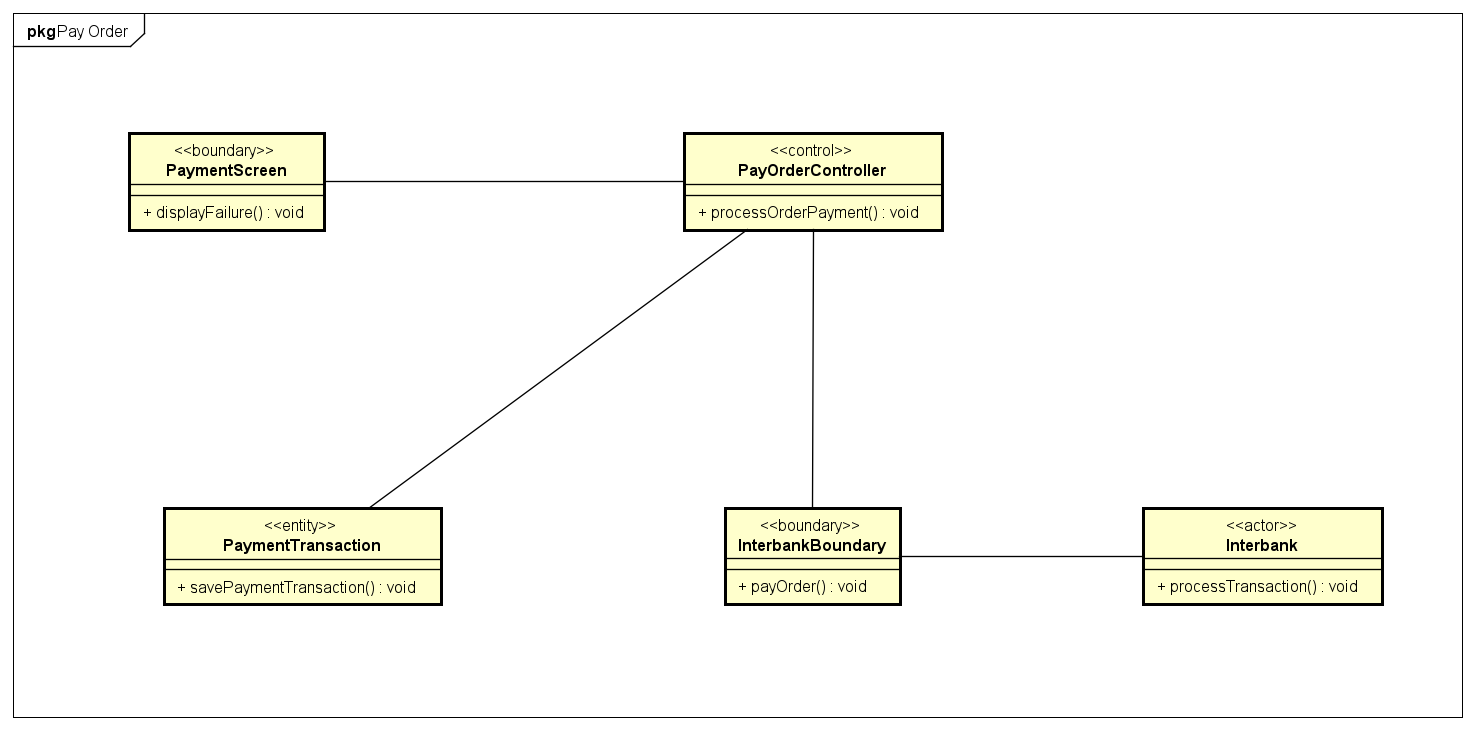 pkgPay Order
<<boundary>>
PaymentScreen
+ displayFailure() : void
<<control>>
PayOrderController
+ processOrderPayment() : void
<<entity>>
PaymentTransaction
+ savePaymentTransaction() : void
<<boundary>>
InterbankBoundary
+ payOrder() : void
<<actor>>
Interbank
+ processTransaction() : void